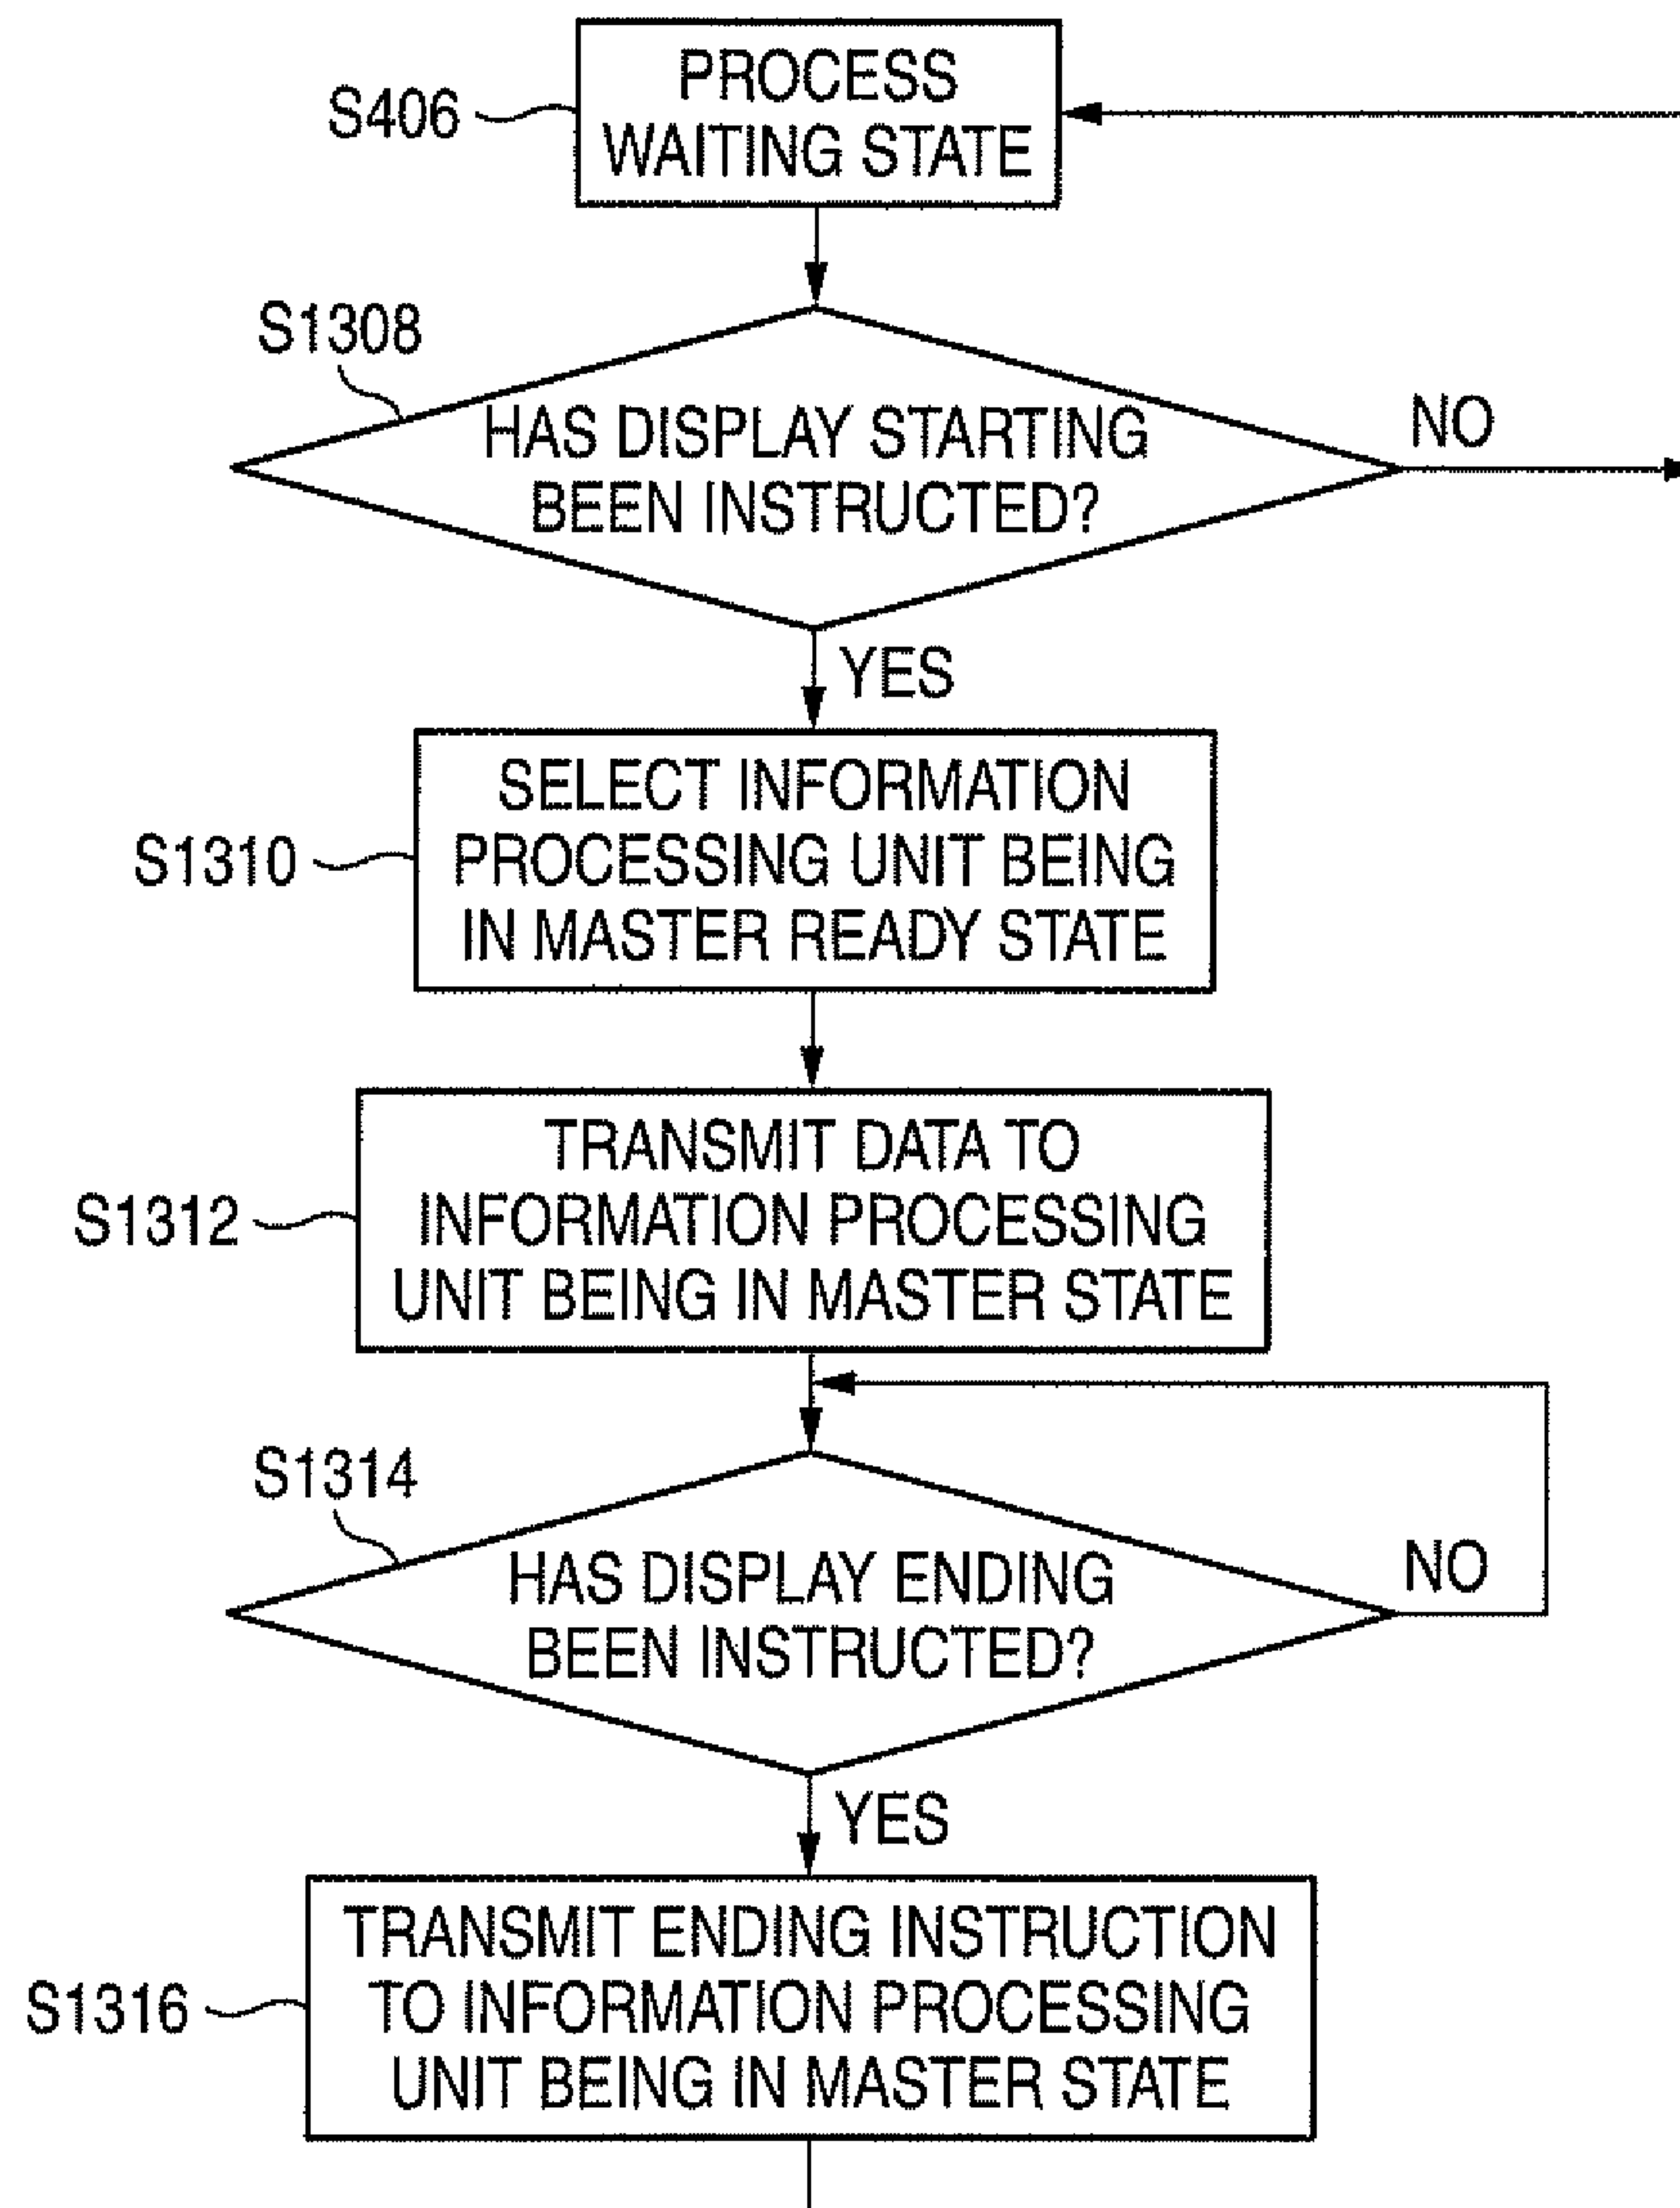 S406
PROCESS
WAITING STATE
S1308
HAS DISPLAY STARTING
BEEN INSTRUCTED?
NO
YES
S1310
SELECT INFORMATION
PROCESSING UNIT BEING
IN MASTER READY STATE
S1312
TRANSMIT DATA TO
INFORMATION PROCESSING
UNIT BEING IN MASTER STATE
S1314
HAS DISPLAY ENDING
BEEN INSTRUCTED?
NO
YES
S1316
TRANSMIT ENDING INSTRUCTION
TO INFORMATION PROCESSING
UNIT BEING IN MASTER STATE